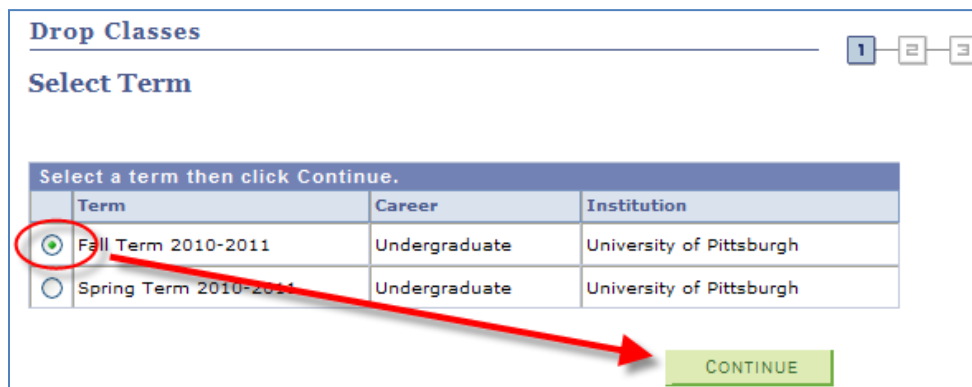 Drop Classes
1 2 3
Select Term
Select a term then click Continue.
Term Career Institution
Fall Term 2010-2011 Undergraduate University of Pittsburgh
Spring Term 2010-2011 Undergraduate University of Pittsburgh
CONTINUE